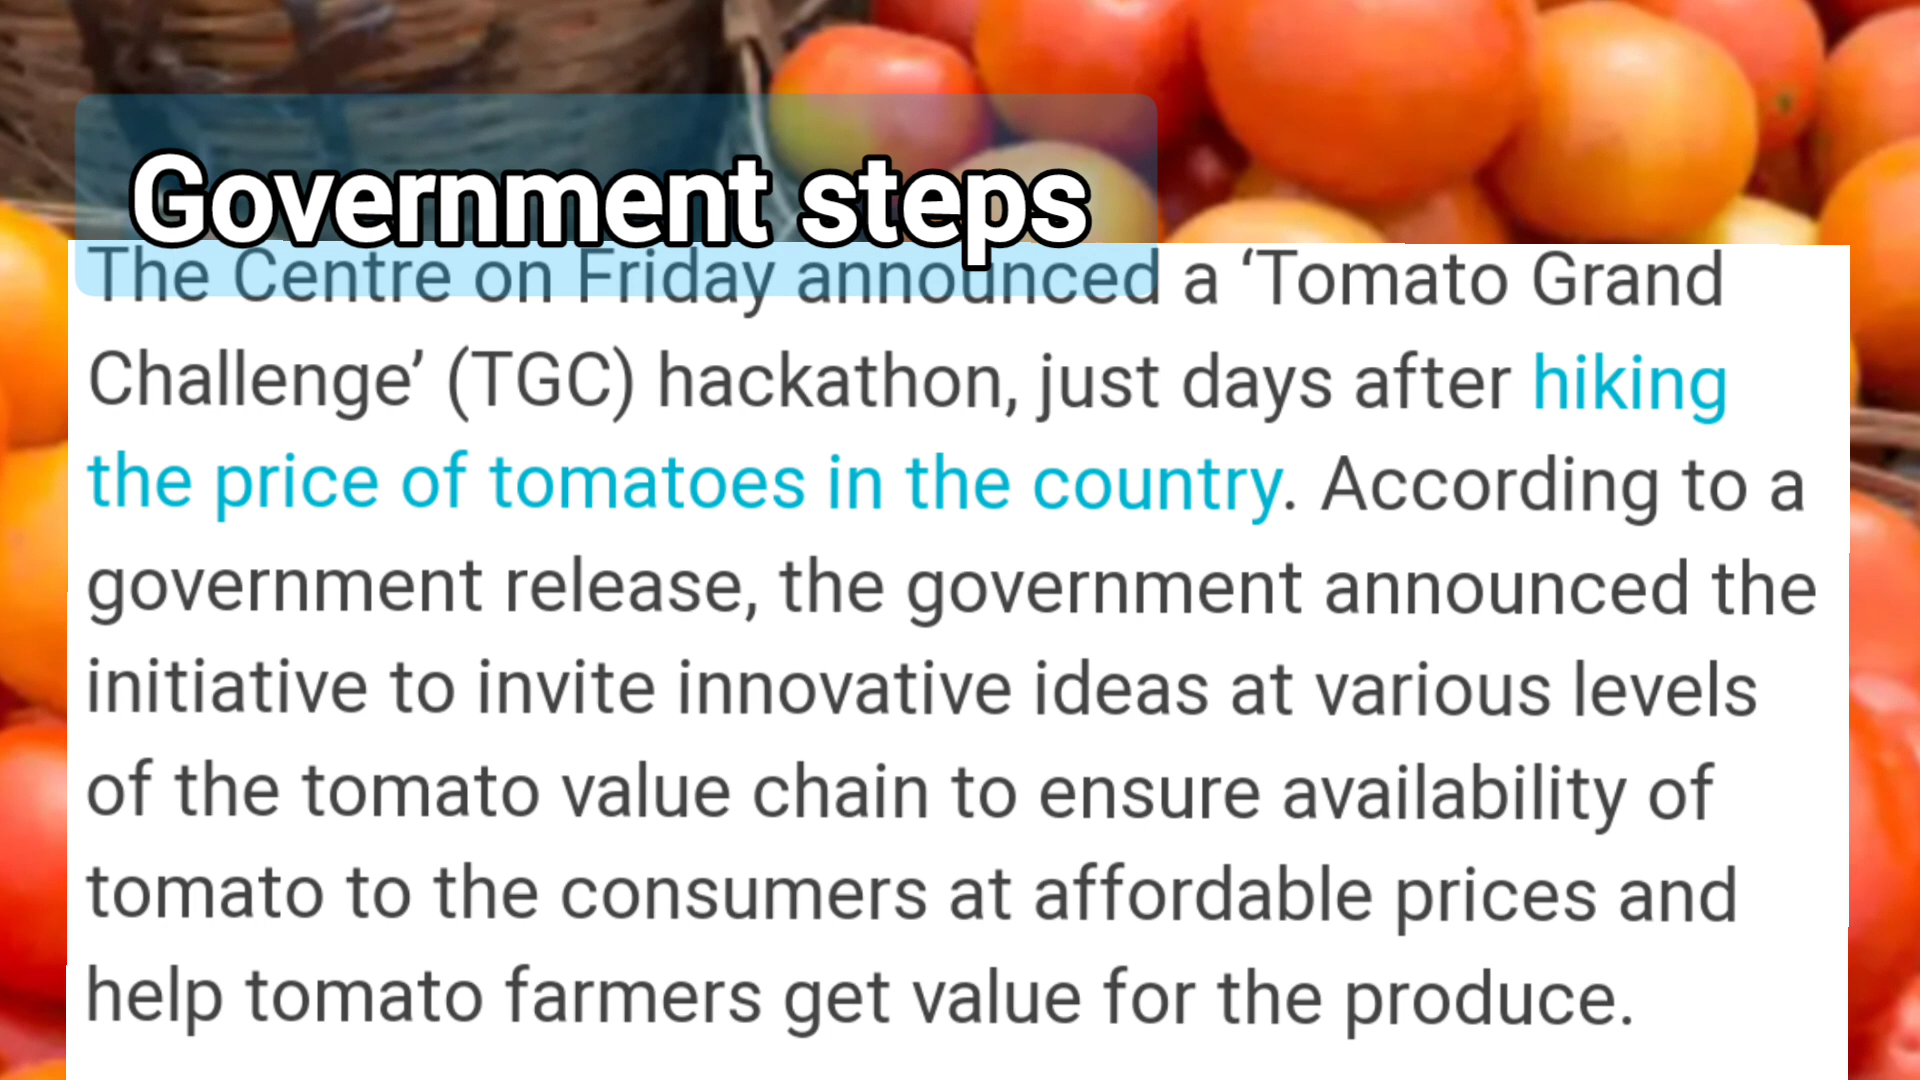 Government steps
The Centre on Friday announced a ‘Tomato Grand
Challenge’ (TGC) hackathon, just days after hiking
the price of tomatoes in the country. According to a
government release, the government announced the
initiative to invite innovative ideas at various levels
of the tomato value chain to ensure availability of
tomato to the consumers at affordable prices and
help tomato farmers get value for the produce.